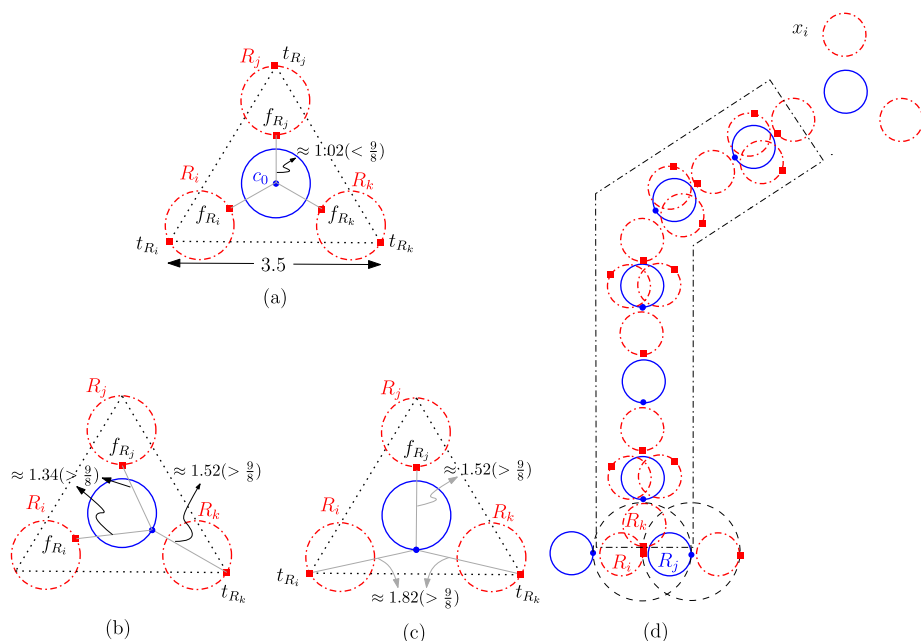 R_j t_{R_j}
f_{R_j}
≈ 1.02(< 9/8)
R_i c_0 R_k
f_{R_i} f_{R_k}
t_{R_i} t_{R_k}
3.5
(a)
R_j
f_{R_j}
≈ 1.34(> 9/8) ≈ 1.52(> 9/8)
R_i R_k
f_{R_i}
t_{R_k}
(b)
R_j
f_{R_j}
≈ 1.52(> 9/8)
R_i R_k
t_{R_i} t_{R_k}
≈ 1.82(> 9/8)
(c)
x_i
R_k
R_i R_j
(d)